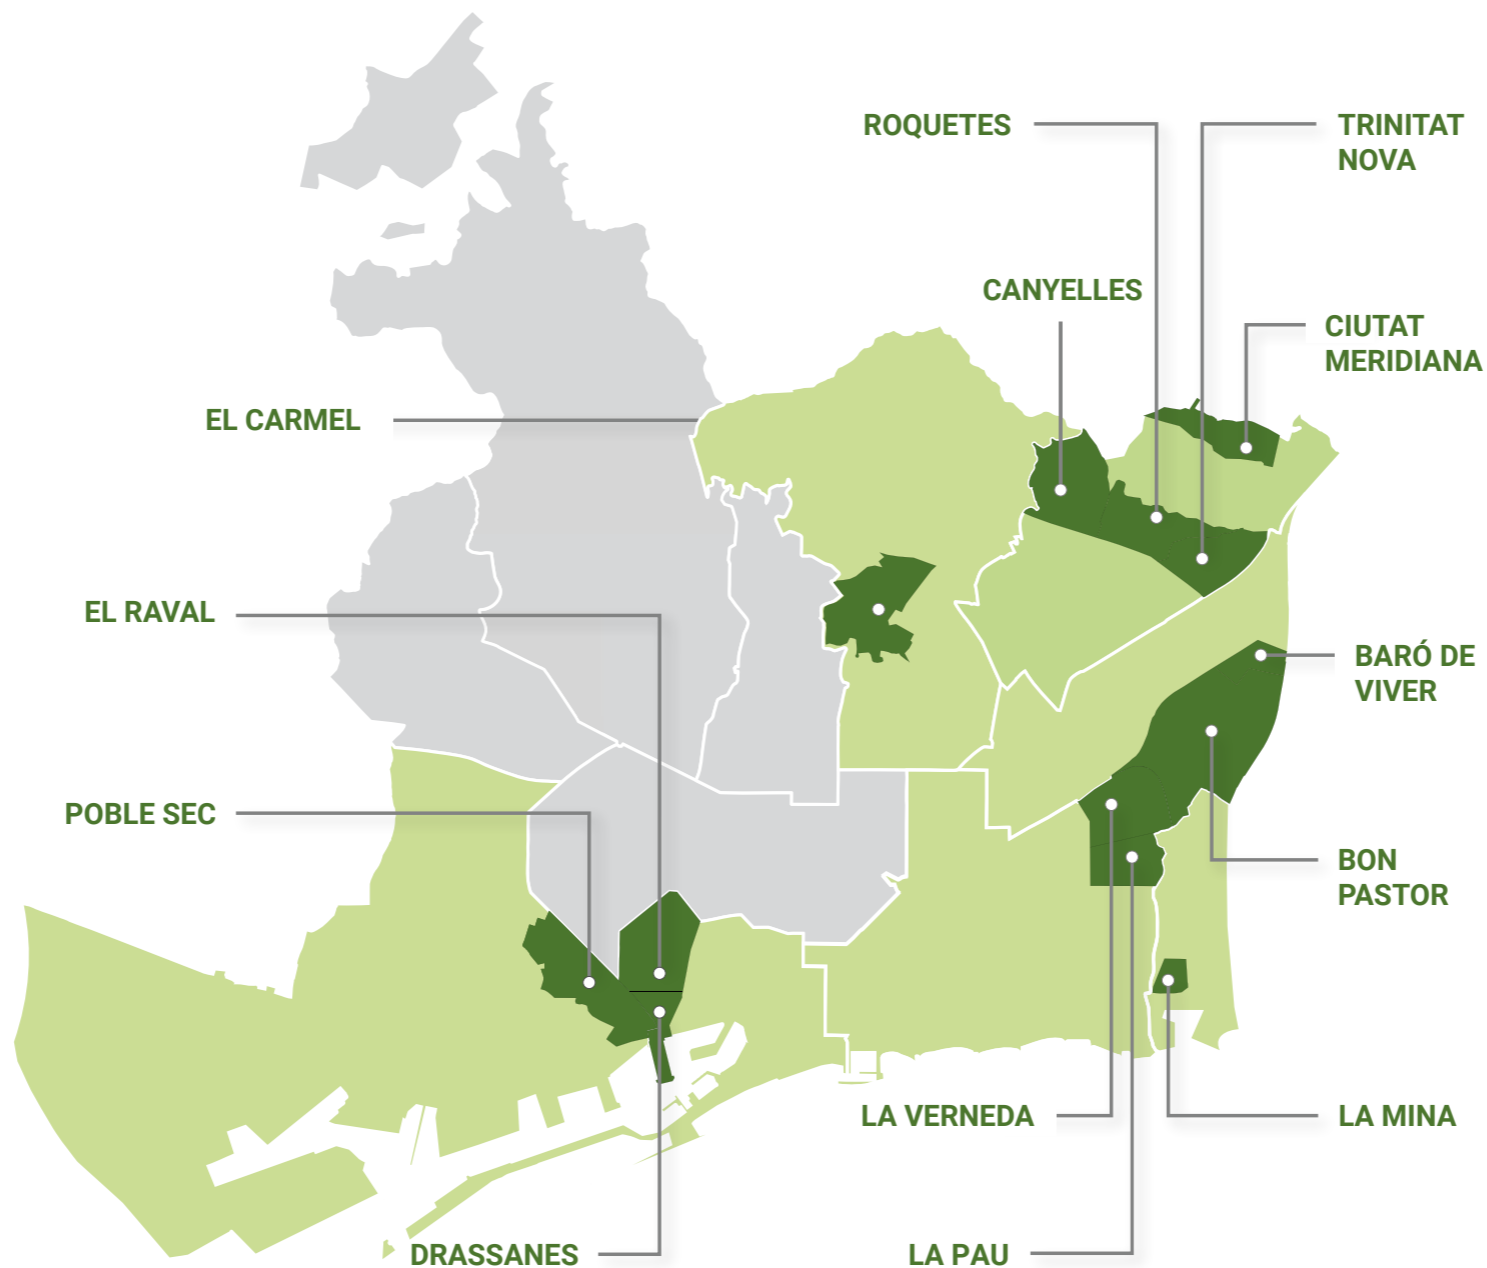 ROQUETES
TRINITAT
NOVA
CANYELLES
CIUTAT
MERIDIANA
EL CARMEL
EL RAVAL
BARÓ DE
VIVER
POBLE SEC
BON
PASTOR
LA VERNEDA
LA MINA
DRASSANES
LA PAU